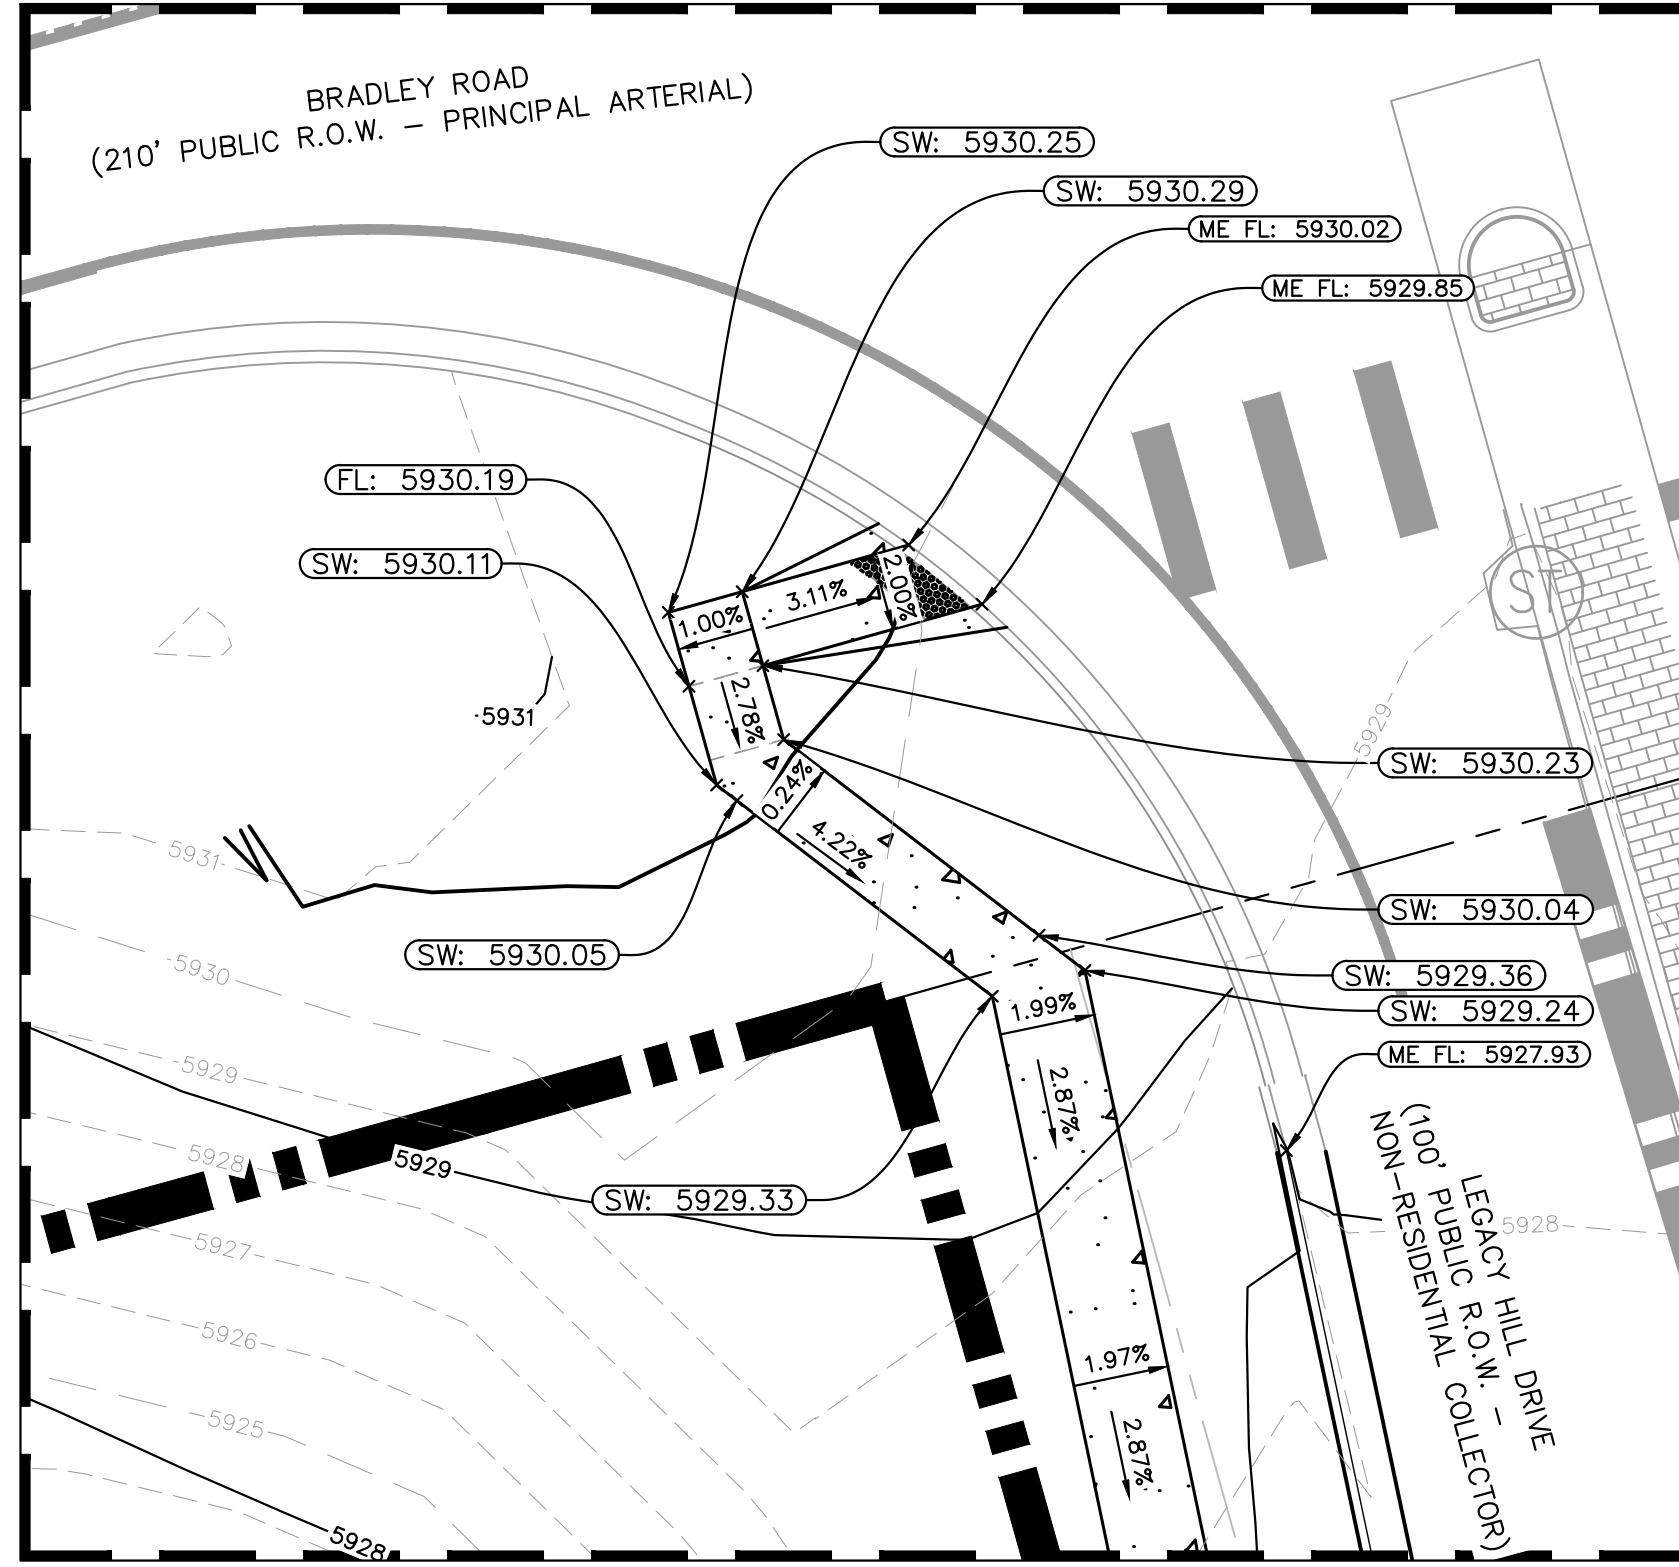 BRADLEY ROAD
(210' PUBLIC R.O.W. – PRINCIPAL ARTERIAL)
SW: 5930.25
SW: 5930.29
ME FL: 5930.02
ME FL: 5929.85
FL: 5930.19
SW: 5930.11
2.00%
3.11%
1.00%
ST
2.78%
5931
5929
SW: 5930.23
0.24%
4.22%
5931
SW: 5930.04
SW: 5930.05
5930
SW: 5929.36
1.99%
SW: 5929.24
ME FL: 5927.93
5929
2.87%
5928
5929
SW: 5929.33
LEGACY HILL DRIVE
(100' PUBLIC R.O.W. –
NON-RESIDENTIAL COLLECTOR)
5928
5927
5926
1.97%
5925
2.87%
5928